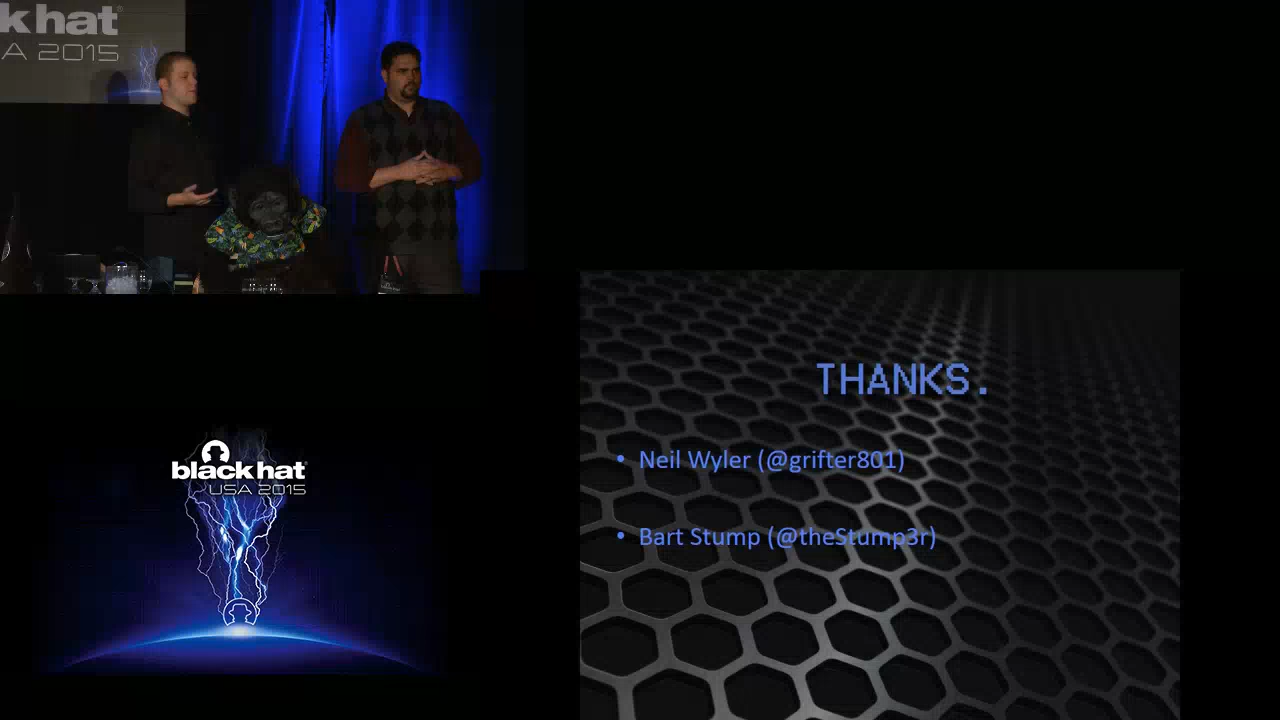 k hat
A 2015
black hat
USA 2015
THANKS.
• Neil Wyler (@grifter801)
• Bart Stump (@theStump3r)